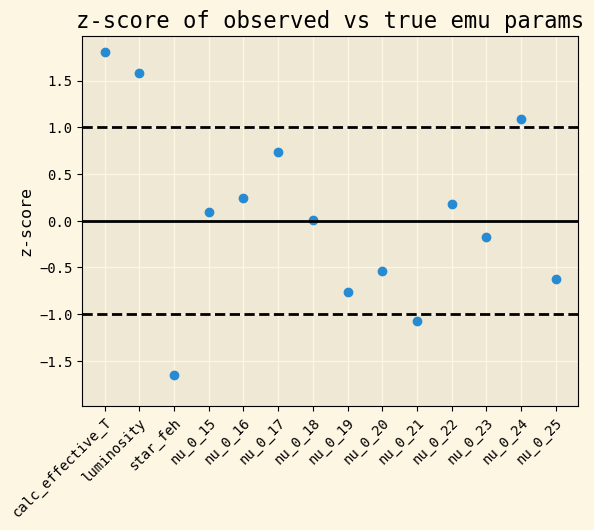 z-score of observed vs true emu params
z-score
1.5
1.0
0.5
0.0
−0.5
−1.0
−1.5
calc_effective_T
luminosity
star_feh
nu_0_15
nu_0_16
nu_0_17
nu_0_18
nu_0_19
nu_0_20
nu_0_21
nu_0_22
nu_0_23
nu_0_24
nu_0_25